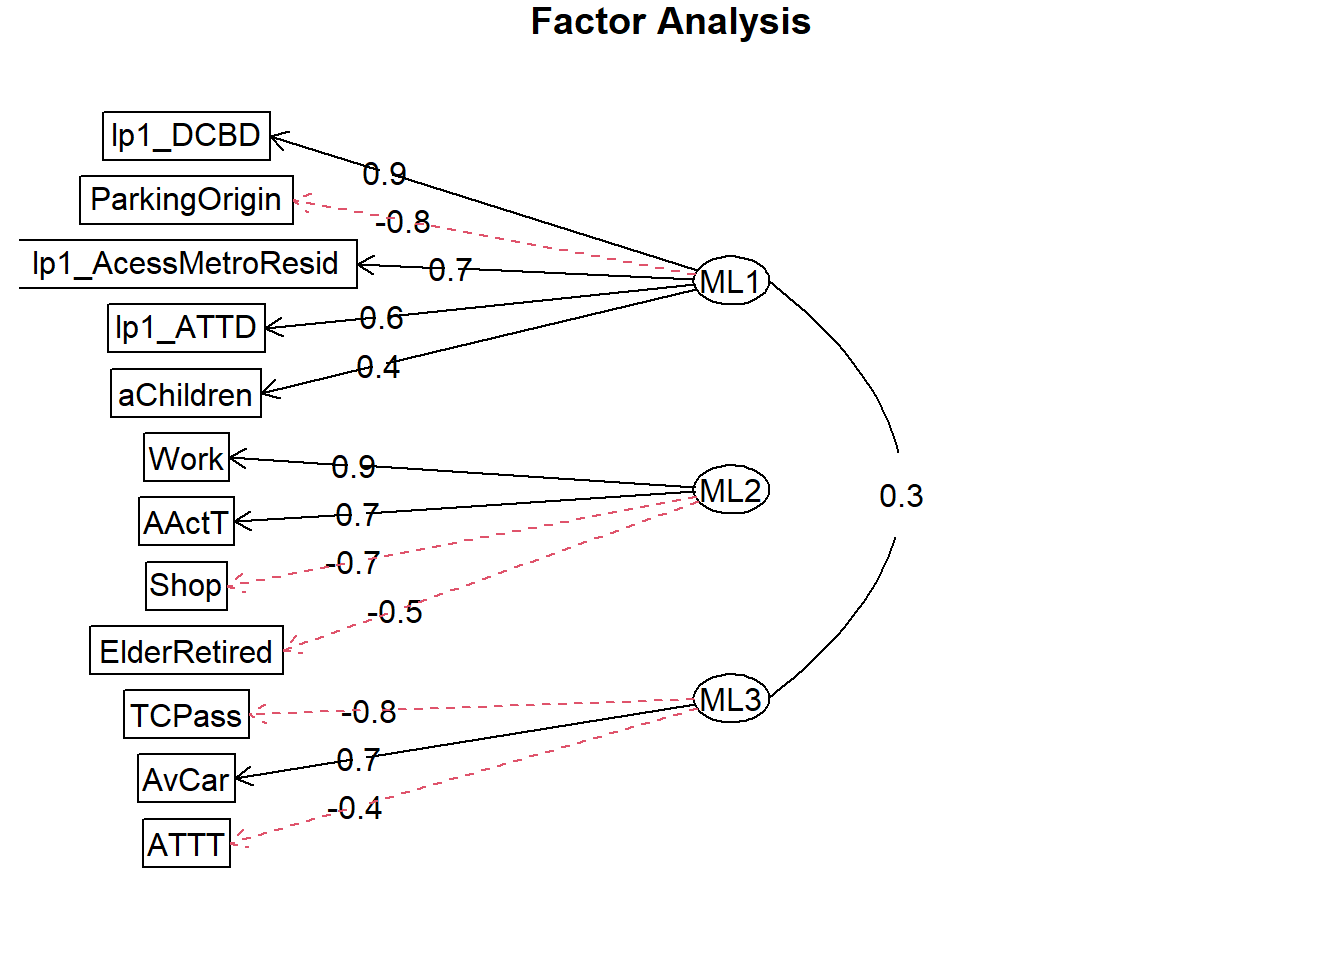 Factor Analysis
lp1_DCBD
0.9
ParkingOrigin
-0.8
lp1_AcessMetroResid
0.7
ML1
lp1_ATTD
0.6
aChildren
0.4
Work
0.9
ML2
0.3
AActT
0.7
Shop
-0.7
ElderRetired
-0.5
TCPass
-0.8
ML3
AvCar
0.7
ATTT
-0.4